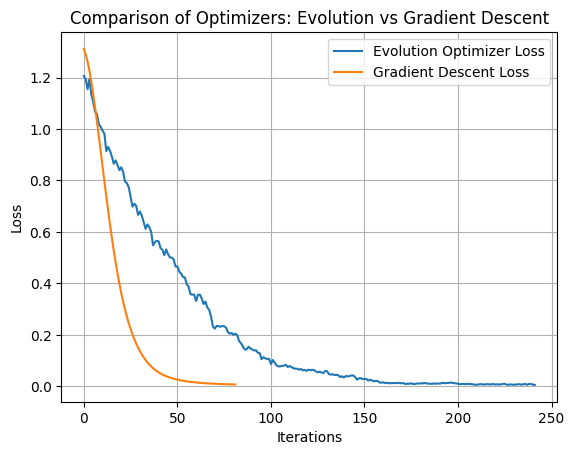 Comparison of Optimizers: Evolution vs Gradient Descent
Evolution Optimizer Loss
Gradient Descent Loss
Loss
1.2
1.0
0.8
0.6
0.4
0.2
0.0
0 50 100 150 200 250
Iterations